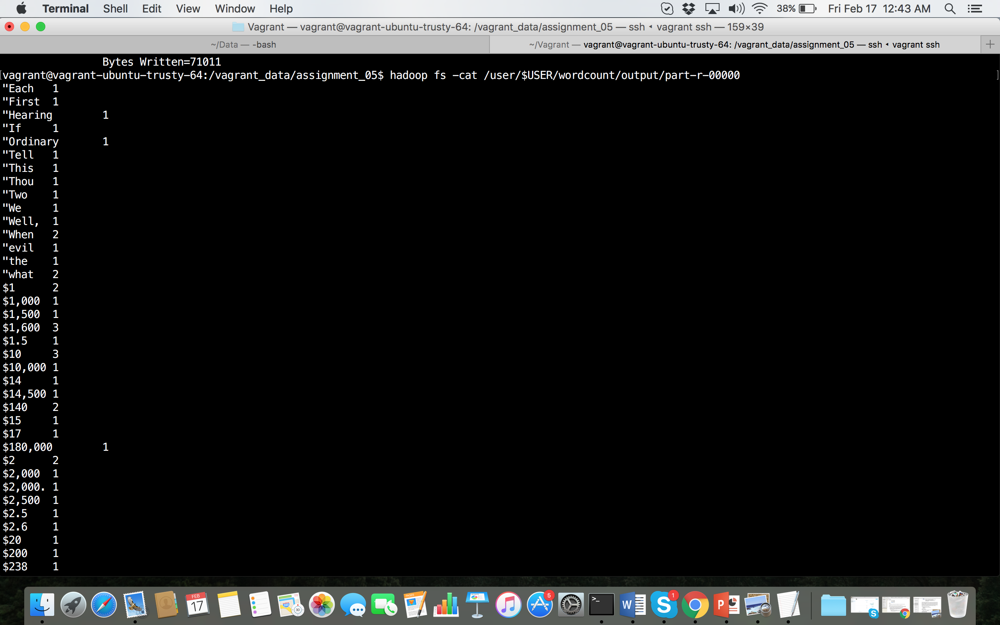 Terminal Shell Edit View Window Help 38% Fri Feb 17 12:43 AM
Vagrant — vagrant@vagrant-ubuntu-trusty-64: /vagrant_data/assignment_05 — ssh ◂ vagrant ssh — 159×39
~/Data — -bash ~/Vagrant — vagrant@vagrant-ubuntu-trusty-64: /vagrant_data/assignment_05 — ssh ◂ vagrant ssh
Bytes Written=71011
[vagrant@vagrant-ubuntu-trusty-64:/vagrant_data/assignment_05$ hadoop fs -cat /user/$USER/wordcount/output/part-r-00000 ]
"Each 1
"First 1
"Hearing 1
"If 1
"Ordinary 1
"Tell 1
"This 1
"Thou 1
"Two 1
"We 1
"Well, 1
"When 2
"evil 1
"the 1
"what 2
$1 2
$1,000 1
$1,500 1
$1,600 3
$1.5 1
$10 3
$10,000 1
$14 1
$14,500 1
$140 2
$15 1
$17 1
$180,000 1
$2 2
$2,000 1
$2,000. 1
$2,500 1
$2.5 1
$2.6 1
$20 1
$200 1
$238 1
FEB
17
3D
PAGES
5
>_
W
S
1
P